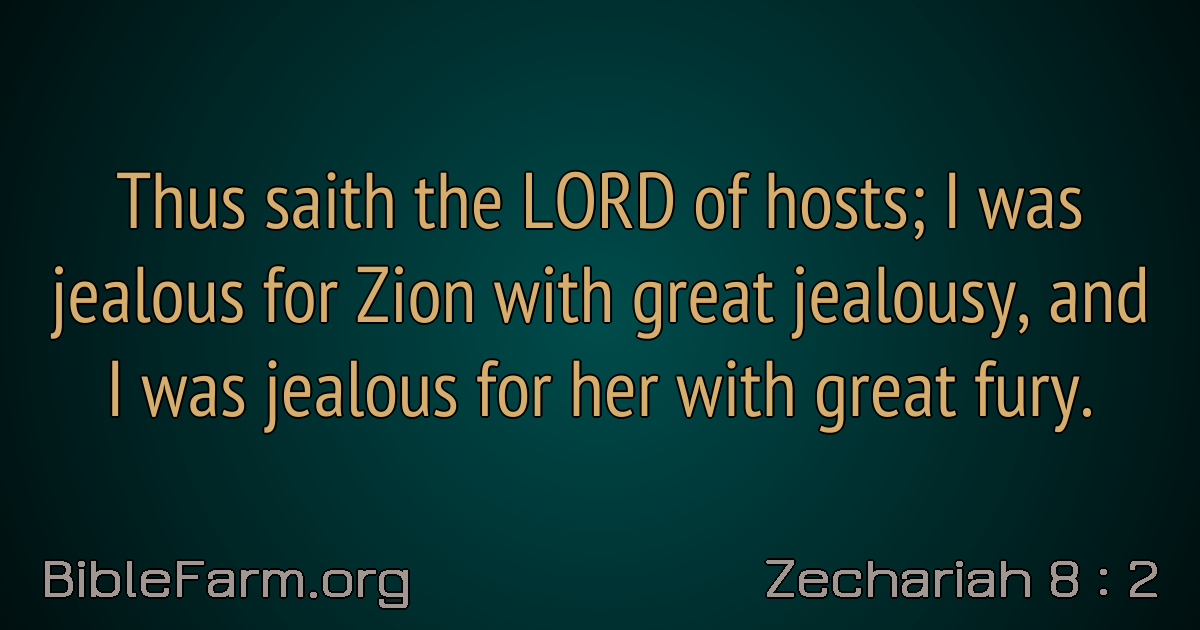 Thus saith the LORD of hosts; I was
jealous for Zion with great jealousy, and
I was jealous for her with great fury.
BibleFarm.org
Zechariah 8 : 2